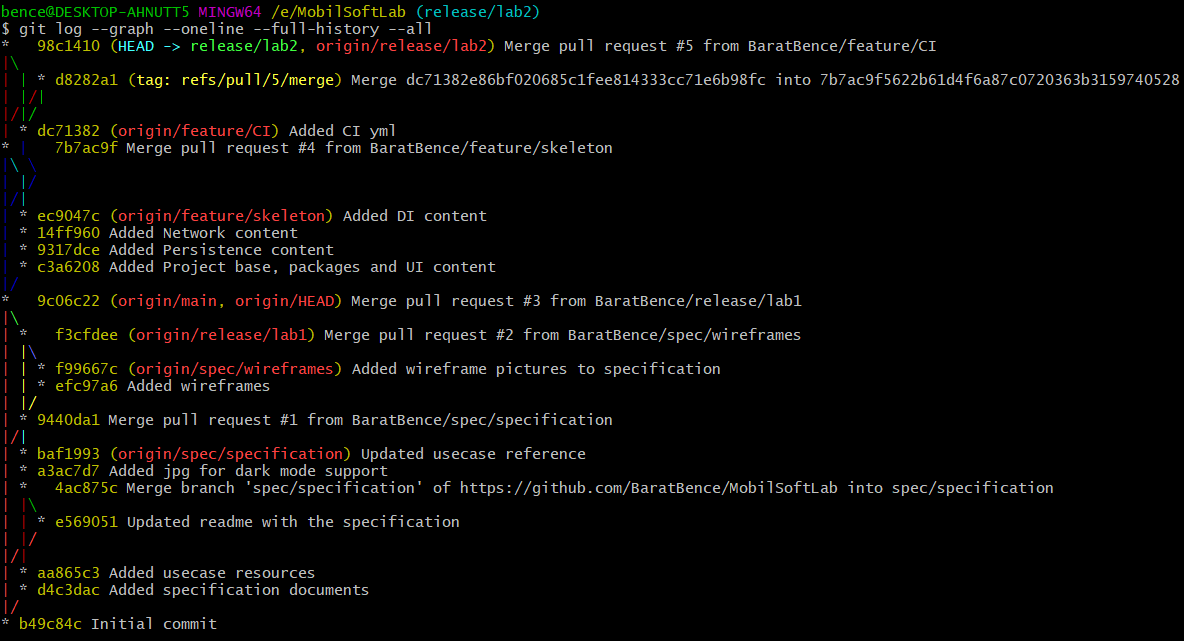 bence@DESKTOP-AHNUTT5 MINGW64 /e/MobilSoftLab (release/lab2)
$ git log --graph --oneline --full-history --all
*   98c1410 (HEAD -> release/lab2, origin/release/lab2) Merge pull request #5 from BaratBence/feature/CI
|\
| | * d8282a1 (tag: refs/pull/5/merge) Merge dc71382e86bf020685c1fee814333cc71e6b98fc into 7b7ac9f5622b61d4f6a87c0720363b3159740528
| |/|
|/|/
| * dc71382 (origin/feature/CI) Added CI yml
* |   7b7ac9f Merge pull request #4 from BaratBence/feature/skeleton
|\ \
| |/
|/|
| * ec9047c (origin/feature/skeleton) Added DI content
| * 14ff960 Added Network content
| * 9317dce Added Persistence content
| * c3a6208 Added Project base, packages and UI content
|/
*   9c06c22 (origin/main, origin/HEAD) Merge pull request #3 from BaratBence/release/lab1
|\
| *   f3cfdee (origin/release/lab1) Merge pull request #2 from BaratBence/spec/wireframes
| |\
| | * f99667c (origin/spec/wireframes) Added wireframe pictures to specification
| | * efc97a6 Added wireframes
| |/
| * 9440da1 Merge pull request #1 from BaratBence/spec/specification
|/|
| * baf1993 (origin/spec/specification) Updated usecase reference
| * a3ac7d7 Added jpg for dark mode support
| *   4ac875c Merge branch 'spec/specification' of https://github.com/BaratBence/MobilSoftLab into spec/specification
| |\
| | * e569051 Updated readme with the specification
| | /
|/|
| * aa865c3 Added usecase resources
| * d4c3dac Added specification documents
|/
* b49c84c Initial commit